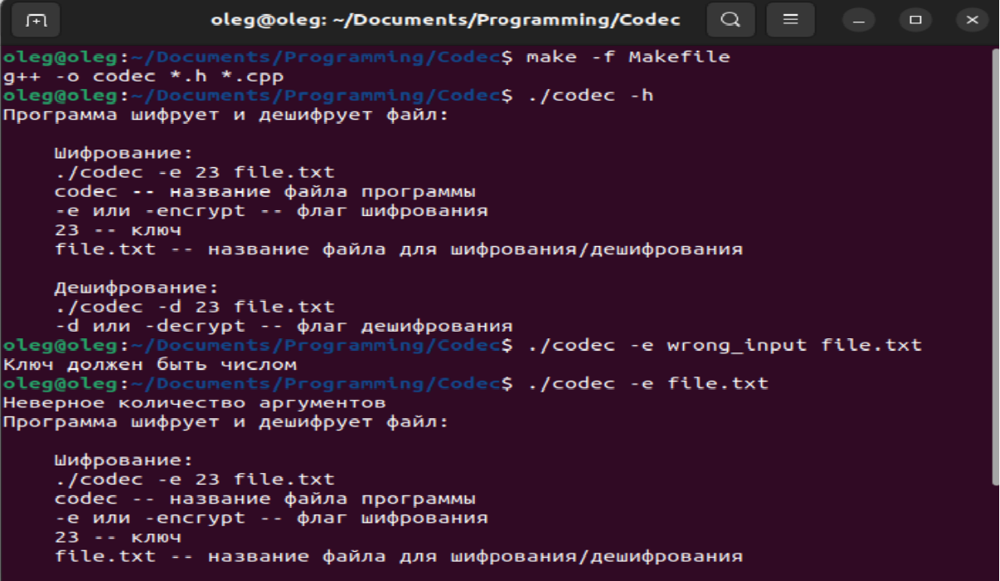 oleg@oleg: ~/Documents/Programming/Codec
oleg@oleg:~/Documents/Programming/Codec$ make -f Makefile
g++ -o codec *.h *.cpp
oleg@oleg:~/Documents/Programming/Codec$ ./codec -h
Программа шифрует и дешифрует файл:
Шифрование:
./codec -e 23 file.txt
codec -- название файла программы
-e или -encrypt -- флаг шифрования
23 -- ключ
file.txt -- название файла для шифрования/дешифрования
Дешифрование:
./codec -d 23 file.txt
-d или -decrypt -- флаг дешифрования
oleg@oleg:~/Documents/Programming/Codec$ ./codec -e wrong_input file.txt
Ключ должен быть числом
oleg@oleg:~/Documents/Programming/Codec$ ./codec -e file.txt
Неверное количество аргументов
Программа шифрует и дешифрует файл:
Шифрование:
./codec -e 23 file.txt
codec -- название файла программы
-e или -encrypt -- флаг шифрования
23 -- ключ
file.txt -- название файла для шифрования/дешифрования